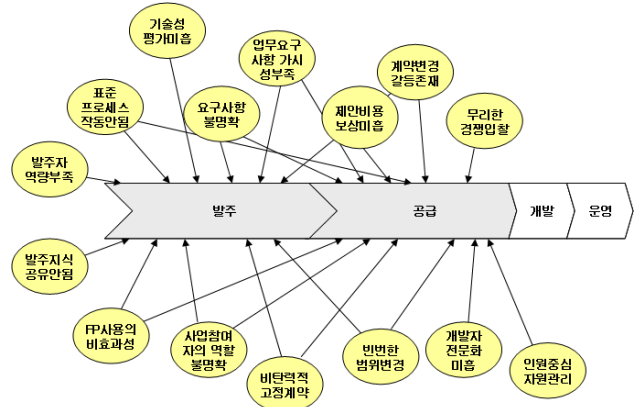 기술성
평가미흡
업무요구
사항 가시
성부족
계약변경
갈등존재
표준
프로세스
작동안됨
요구사항
불명확
제안비용
보상미흡
무리한
경쟁입찰
발주자
역량부족
발주
공급
개발
운영
발주지식
공유안됨
FP사용의
비효과성
사업참여
자의 역할
불명확
비탄력적
고정계약
빈번한
범위변경
개발자
전문화
미흡
인원중심
자원관리